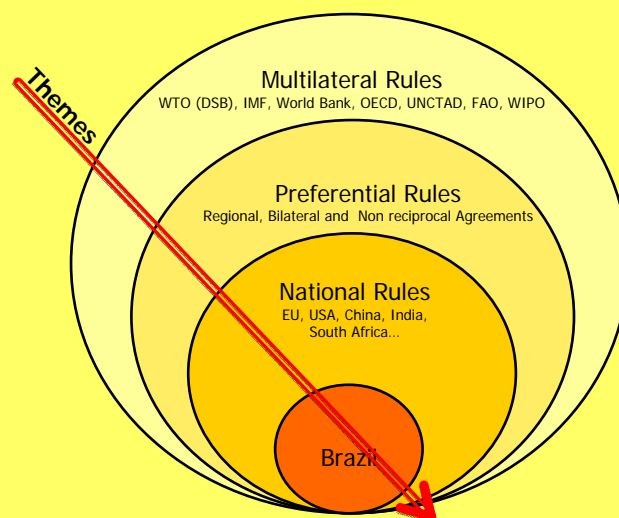 Themes
Multilateral Rules
WTO (DSB), IMF, World Bank, OECD, UNCTAD, FAO, WIPO
Preferential Rules
Regional, Bilateral and Non reciprocal Agreements
National Rules
EU, USA, China, India,
South Africa...
Brazil